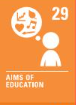 29
AIMS OF
EDUCATION